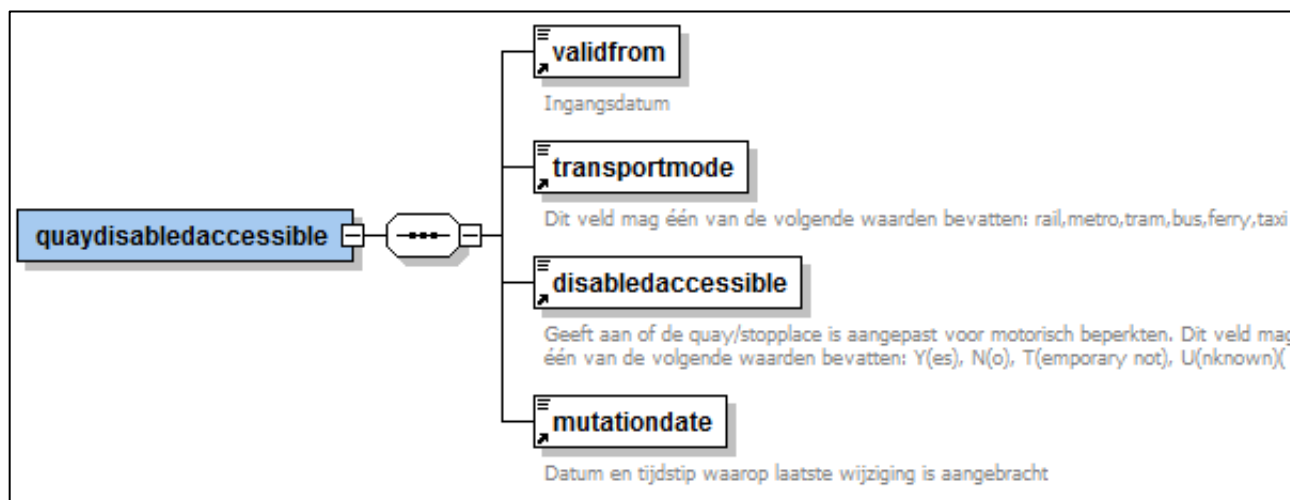 validfrom
Ingangsdatum
transportmode
Dit veld mag één van de volgende waarden bevatten: rail,metro,tram,bus,ferry,taxi
quaydisabledaccessible
disabledaccessible
Geeft aan of de quay/stopplace is aangepast voor motorisch beperkten. Dit veld mag
één van de volgende waarden bevatten: Y(es), N(o), T(emporary not), U(nknown)(
mutationdate
Datum en tijdstip waarop laatste wijziging is aangebracht